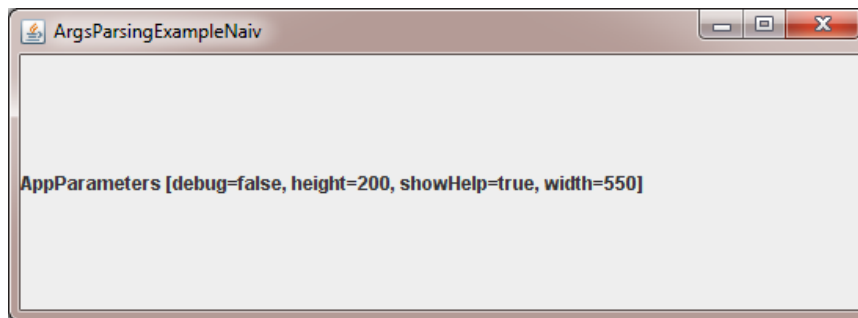 ArgsParsingExampleNaiv
AppParameters [debug=false, height=200, showHelp=true, width=550]